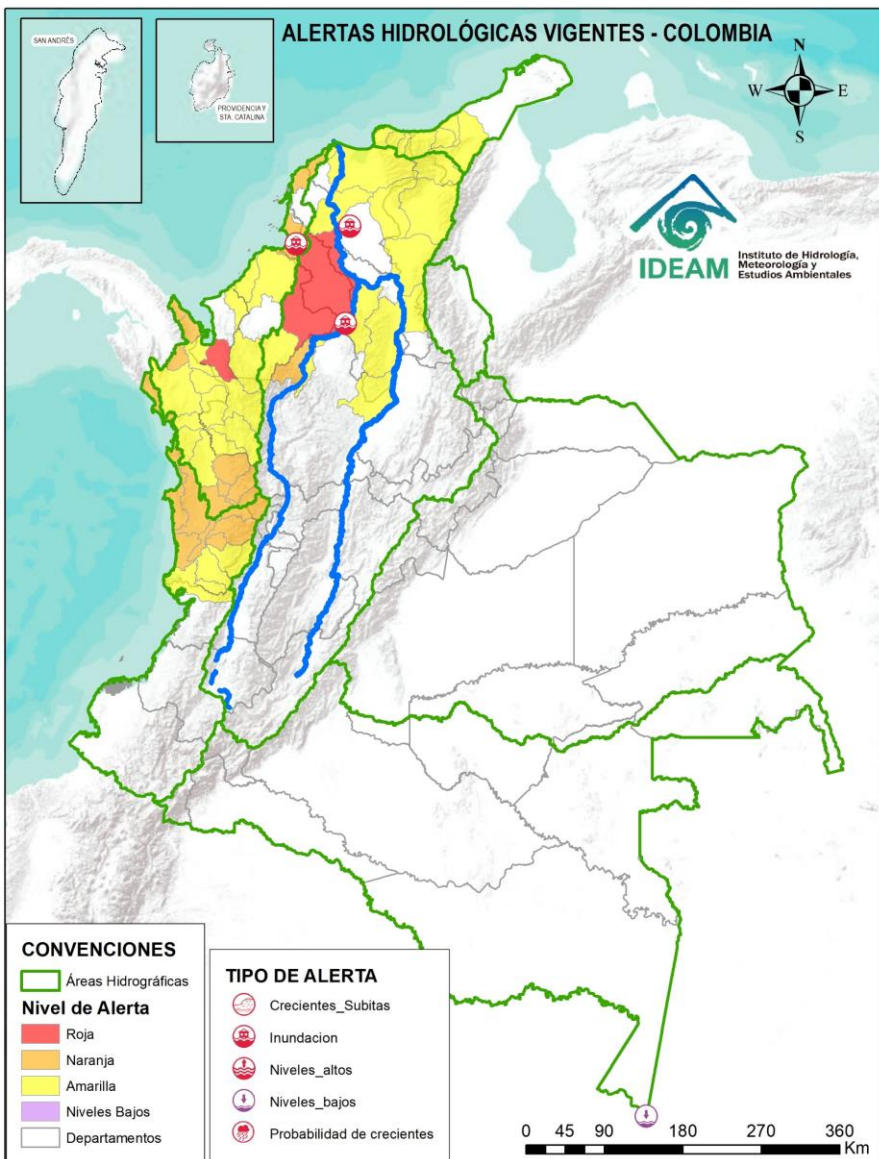 ALERTAS HIDROLÓGICAS VIGENTES - COLOMBIA
SAN ANDRÉS
PROVIDENCIA Y
STA. CATALINA
N
W
E
S
IDEAM
Instituto de Hidrología,
Meteorología y
Estudios Ambientales
CONVENCIONES
Áreas Hidrográficas
Nivel de Alerta
Roja
Naranja
Amarilla
Niveles Bajos
Departamentos
TIPO DE ALERTA
Crecientes_Subitas
Inundacion
Niveles_altos
Niveles_bajos
Probabilidad de crecientes
0 45 90 180 270 360
Km